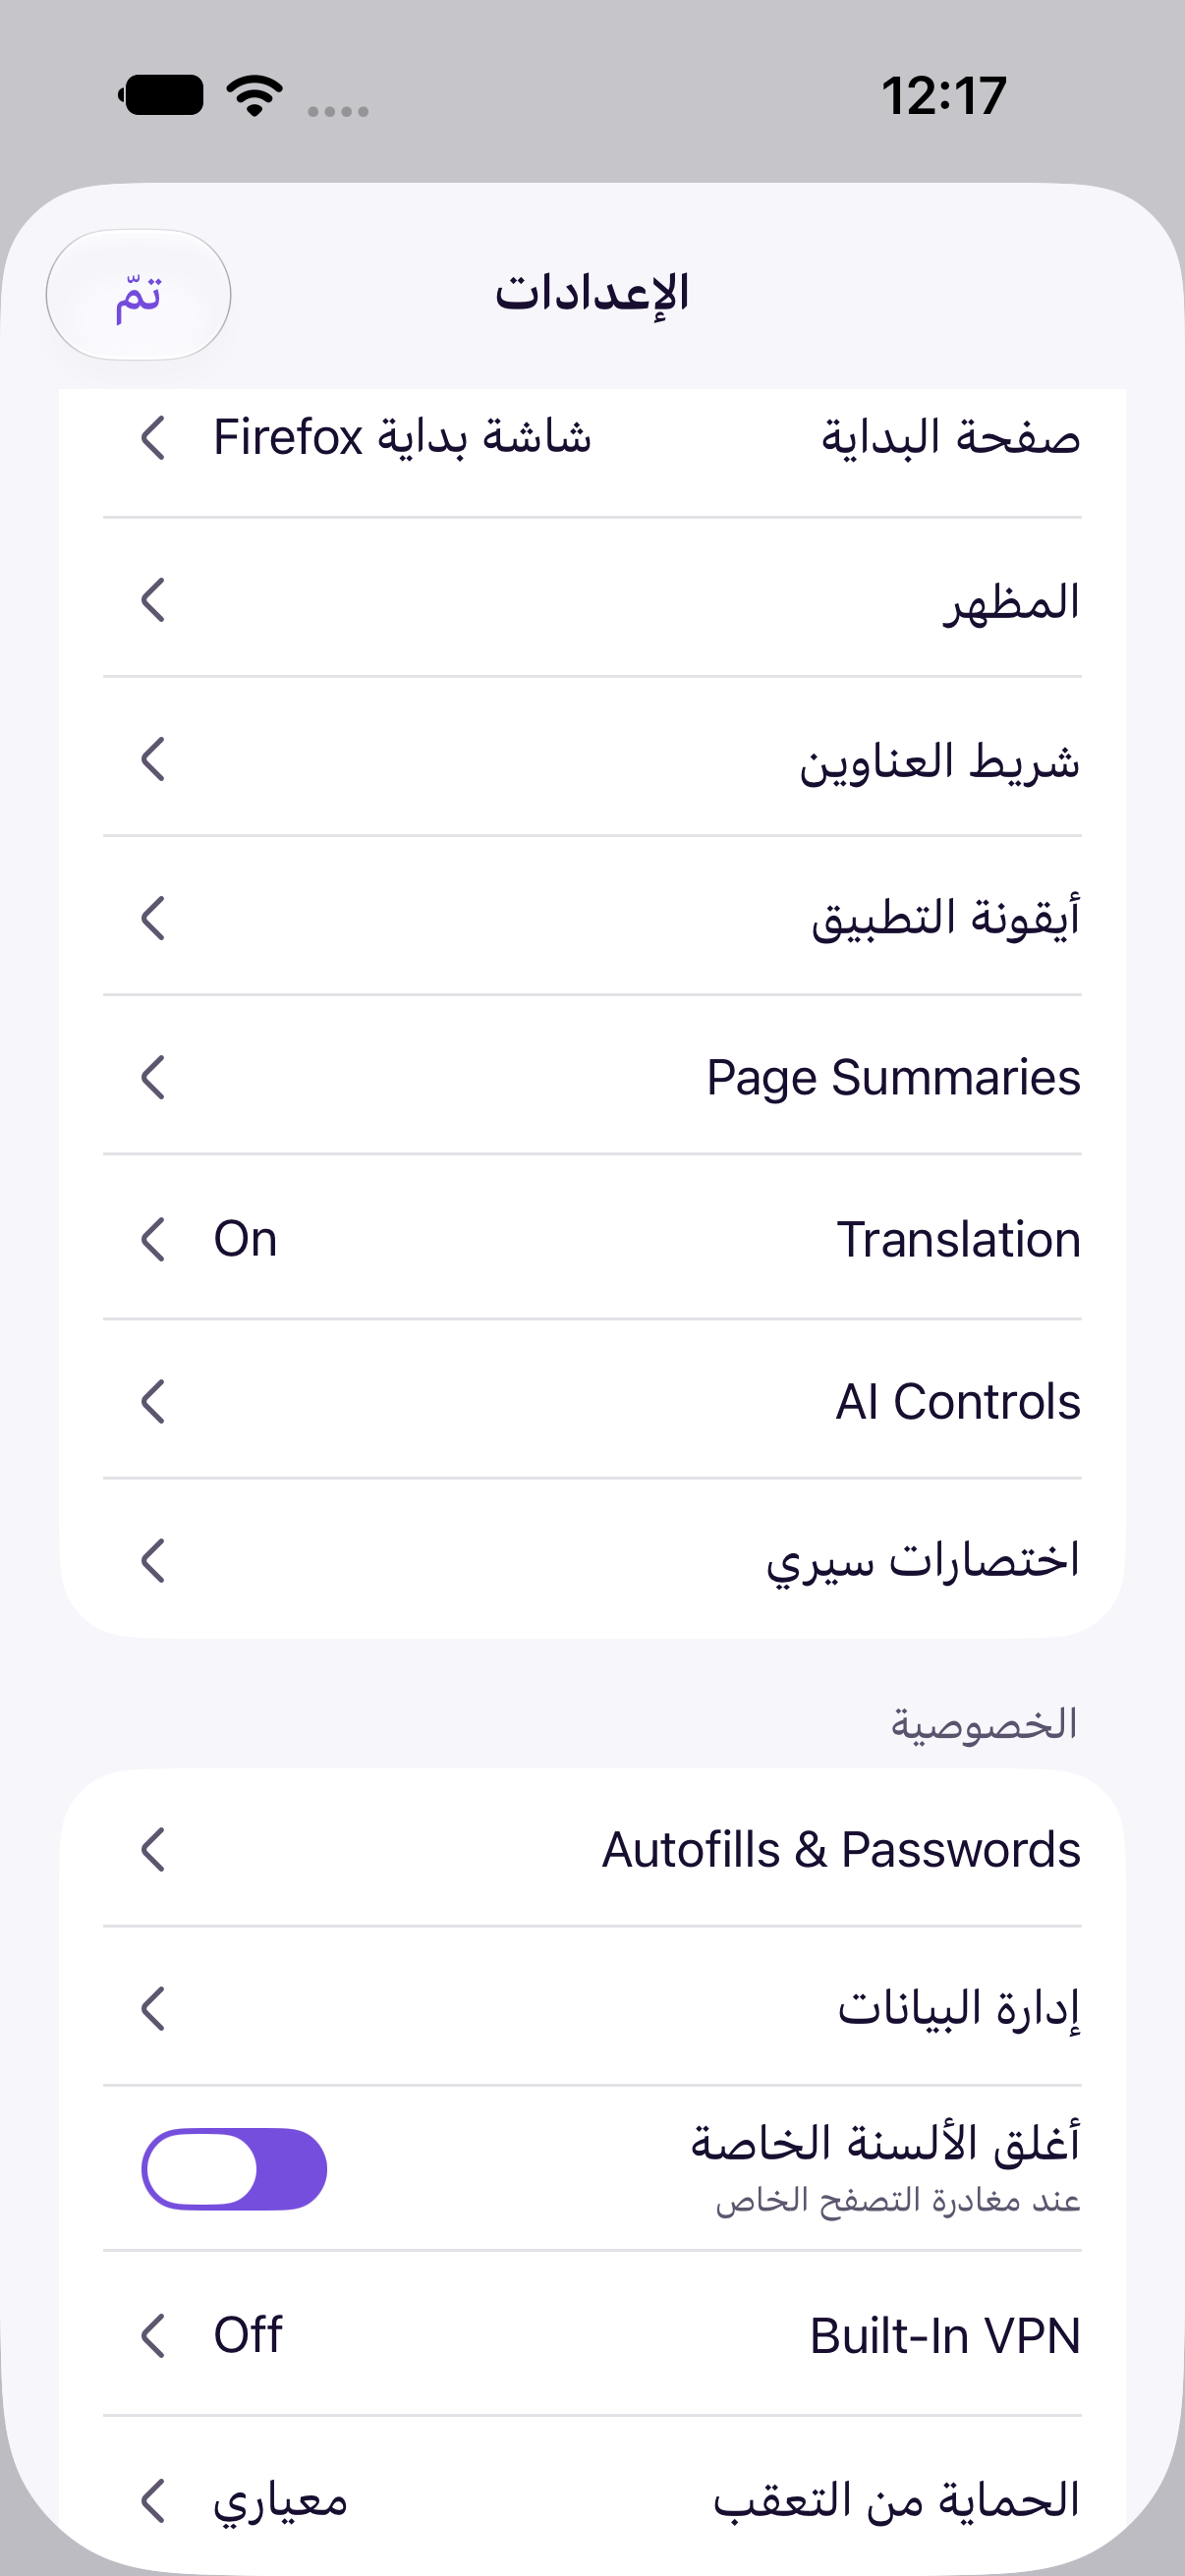 12:17
الإعدادات
تمّ
صفحة البداية
شاشة بداية Firefox
المظهر
شريط العناوين
أيقونة التطبيق
Page Summaries
Translation
On
AI Controls
اختصارات سيري
الخصوصية
Autofills & Passwords
إدارة البيانات
أغلق الألسنة الخاصة
عند مغادرة التصفح الخاص
Built-In VPN
Off
الحماية من التعقب
معياري